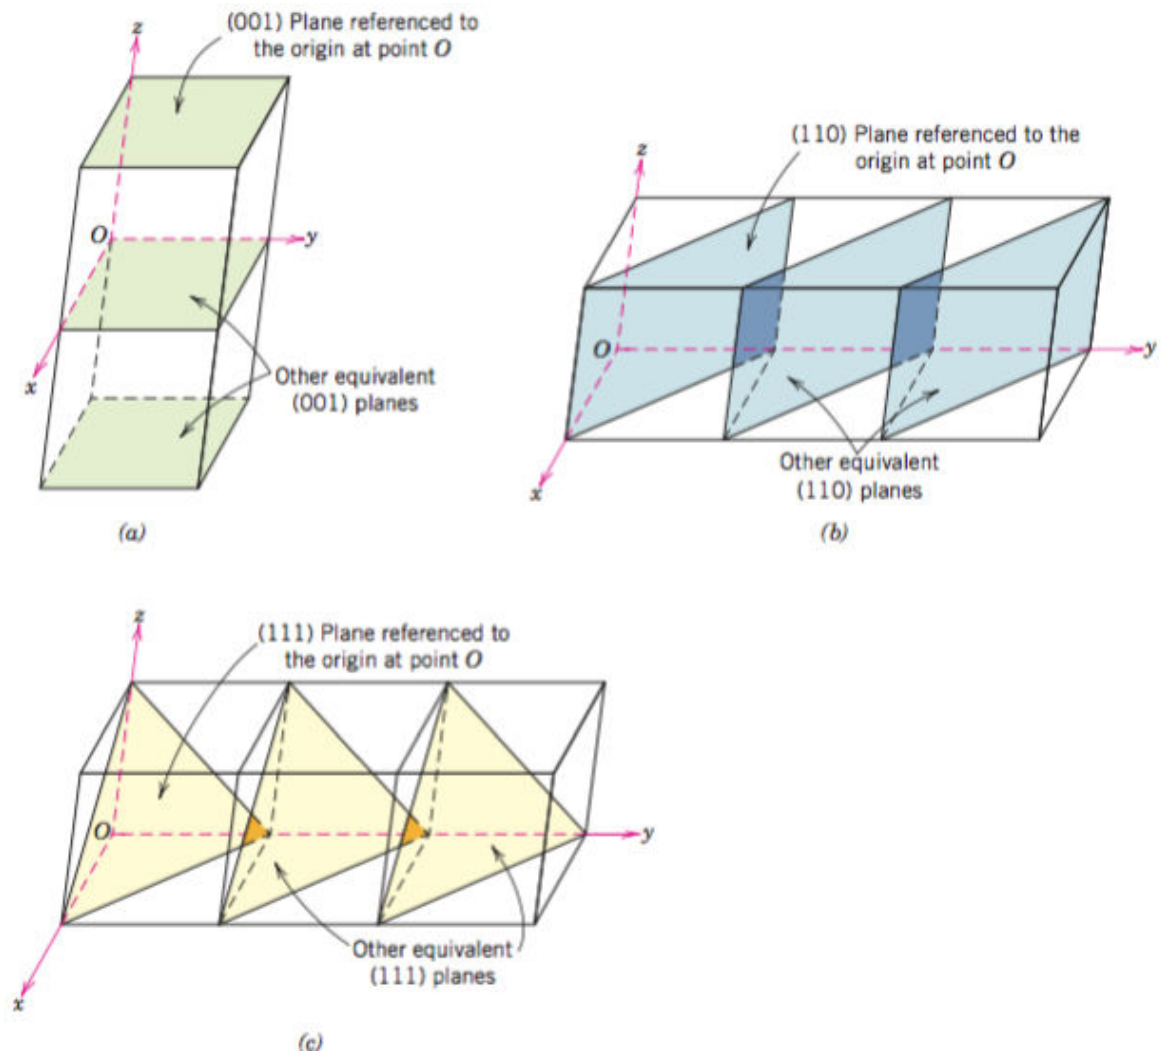 z
(001) Plane referenced to
the origin at point O
O
y
x
Other equivalent
(001) planes
(a)
(110) Plane referenced to the
origin at point O
z
O
y
x
Other equivalent
(110) planes
(b)
z
(111) Plane referenced to
the origin at point O
O
y
x
Other equivalent
(111) planes
(c)